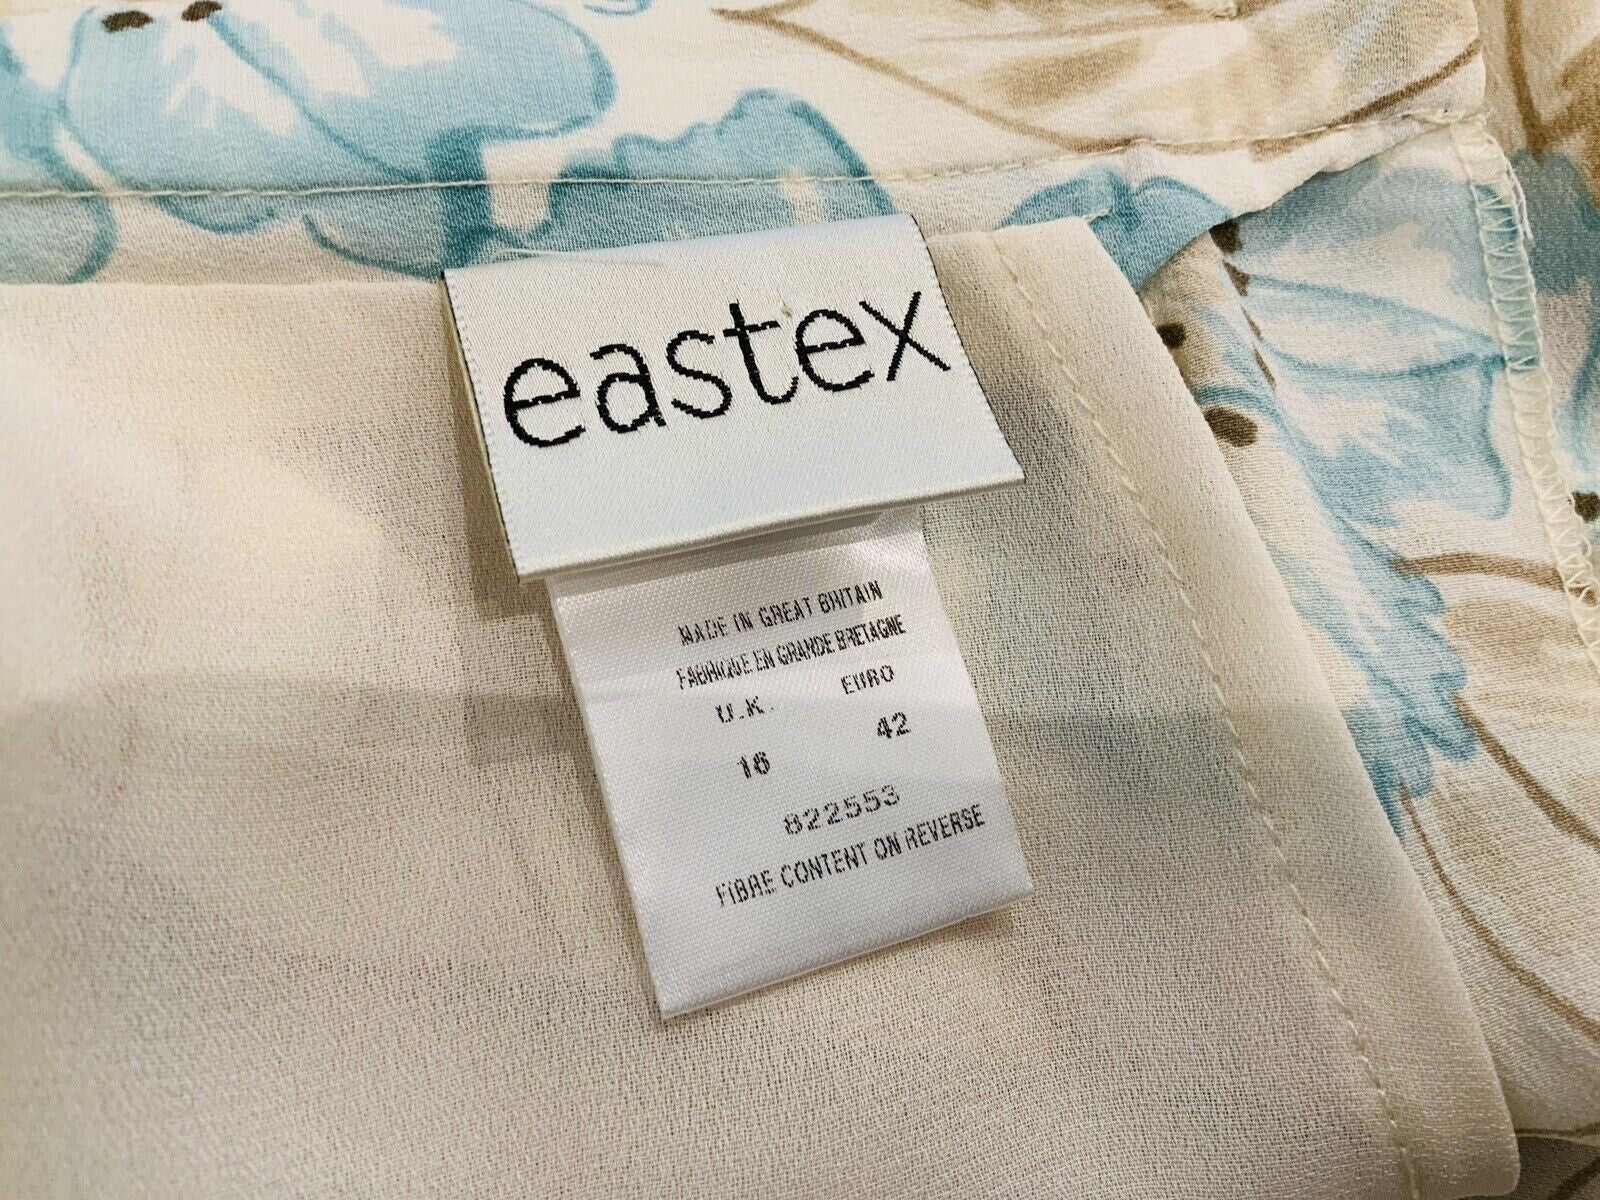 eastex
MADE IN GREAT BRITAIN
FABRIQUE EN GRANDE BRETAGNE
U.K. EURO
16 42
822553
FIBRE CONTENT ON REVERSE